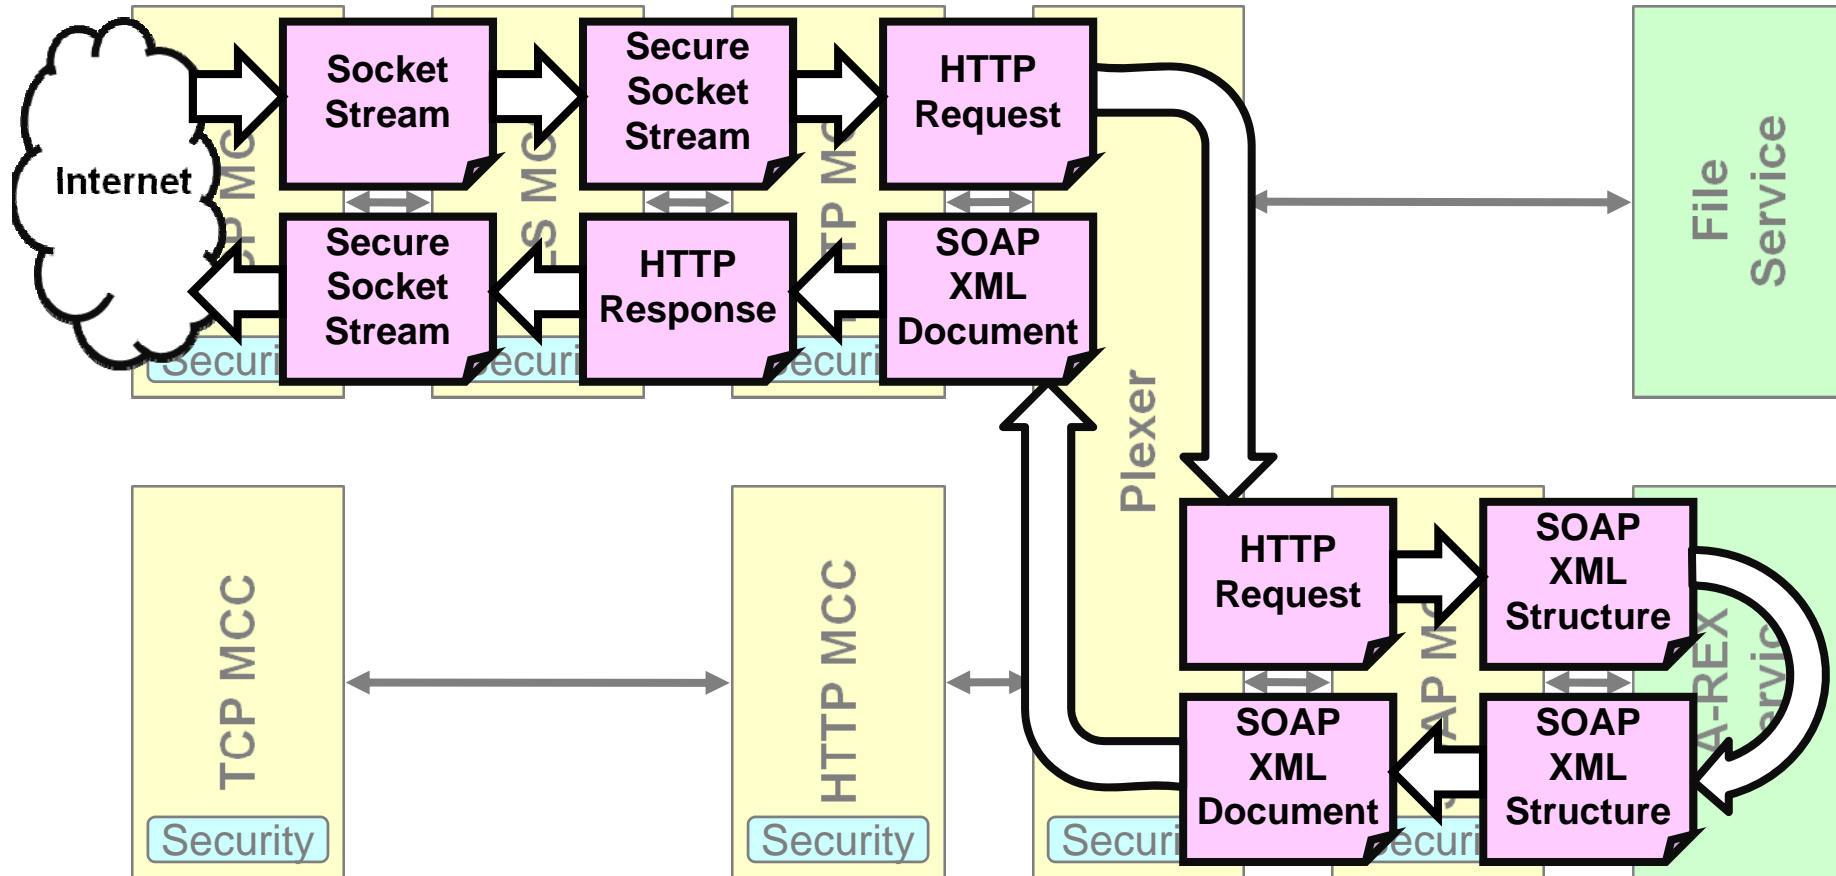 Socket
Stream
Secure
Socket
Stream
HTTP
Request
Internet
Secure
Socket
Stream
HTTP
Response
SOAP
XML
Document
File
Service
Plexer
HTTP
Request
SOAP
XML
Structure
SOAP
XML
Document
SOAP
XML
Structure
TCP MCC
Security
HTTP MCC
Security
A-REX